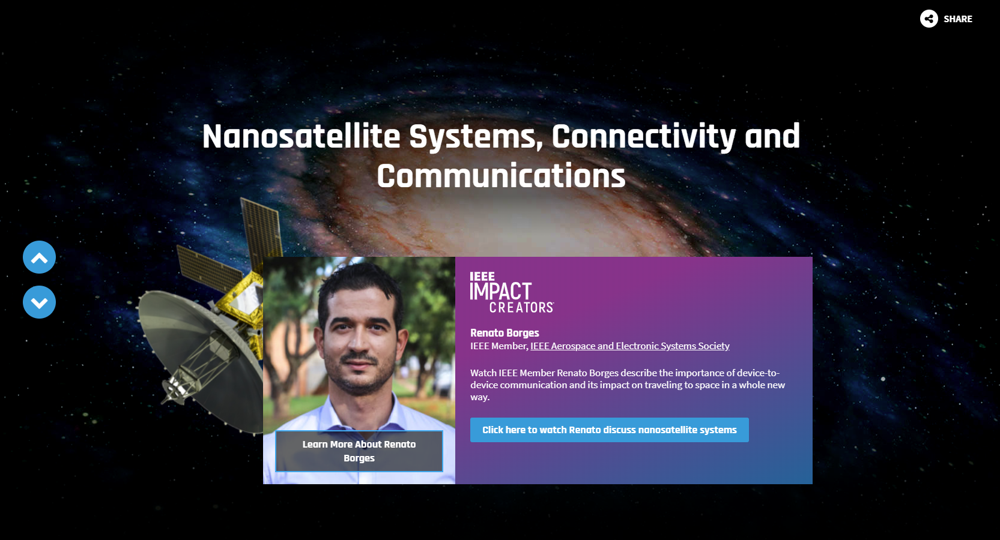 SHARE
Nanosatellite Systems, Connectivity and
Communications
IEEE
IMPACT
CREATORS
Renato Borges
IEEE Member, IEEE Aerospace and Electronic Systems Society
Watch IEEE Member Renato Borges describe the importance of device-to-
device communication and its impact on traveling to space in a whole new
way.
Click here to watch Renato discuss nanosatellite systems
Learn More About Renato
Borges